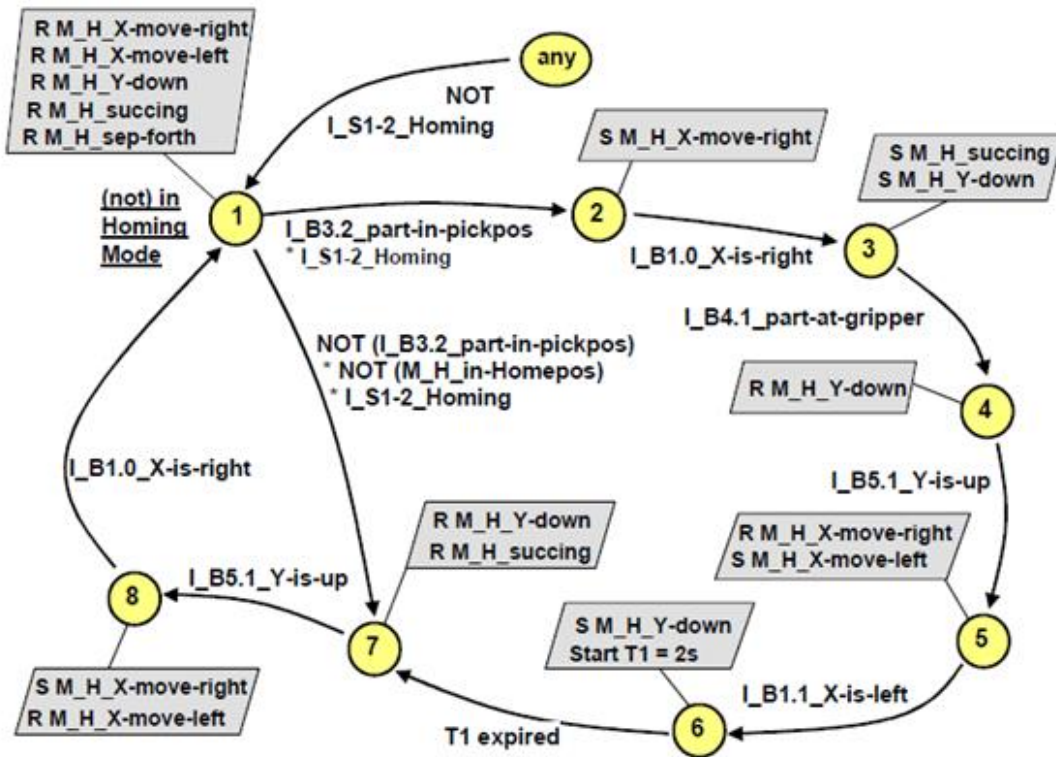 R M_H_X-move-right
R M_H_X-move-left
R M_H_Y-down
R M_H_succing
R M_H_sep-forth
any
NOT
I_S1-2_Homing
S M_H_X-move-right
S M_H_succing
S M_H_Y-down
(not) in
Homing
Mode
1
2
3
I_B3.2_part-in-pickpos
* I_S1-2_Homing
I_B1.0_X-is-right
I_B4.1_part-at-gripper
NOT (I_B3.2_part-in-pickpos)
* NOT (M_H_in-Homepos)
* I_S1-2_Homing
R M_H_Y-down
4
I_B1.0_X-is-right
I_B5.1_Y-is-up
R M_H_Y-down
R M_H_succing
R M_H_X-move-right
S M_H_X-move-left
I_B5.1_Y-is-up
8
7
S M_H_Y-down
Start T1 = 2s
5
S M_H_X-move-right
R M_H_X-move-left
I_B1.1_X-is-left
6
T1 expired